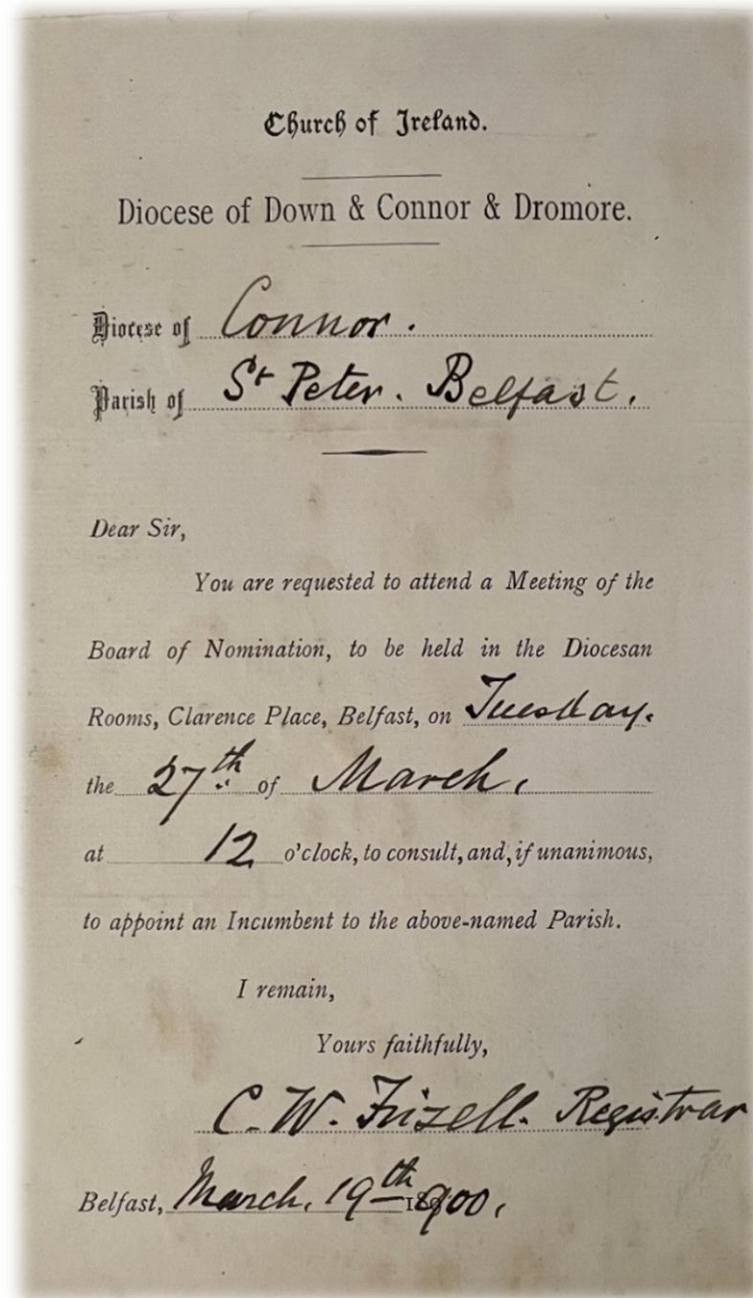 Church of Ireland.
Diocese of Down & Connor & Dromore.
Diocese of Connor.
Parish of St Peter. Belfast.
Dear Sir,
You are requested to attend a Meeting of the
Board of Nomination, to be held in the Diocesan
Rooms, Clarence Place, Belfast, on Tuesday.
the 27th of March.
at 12 o'clock, to consult, and, if unanimous,
to appoint an Incumbent to the above-named Parish.
I remain,
Yours faithfully,
C. W. Frizell. Registrar
Belfast, March. 19th 1900.